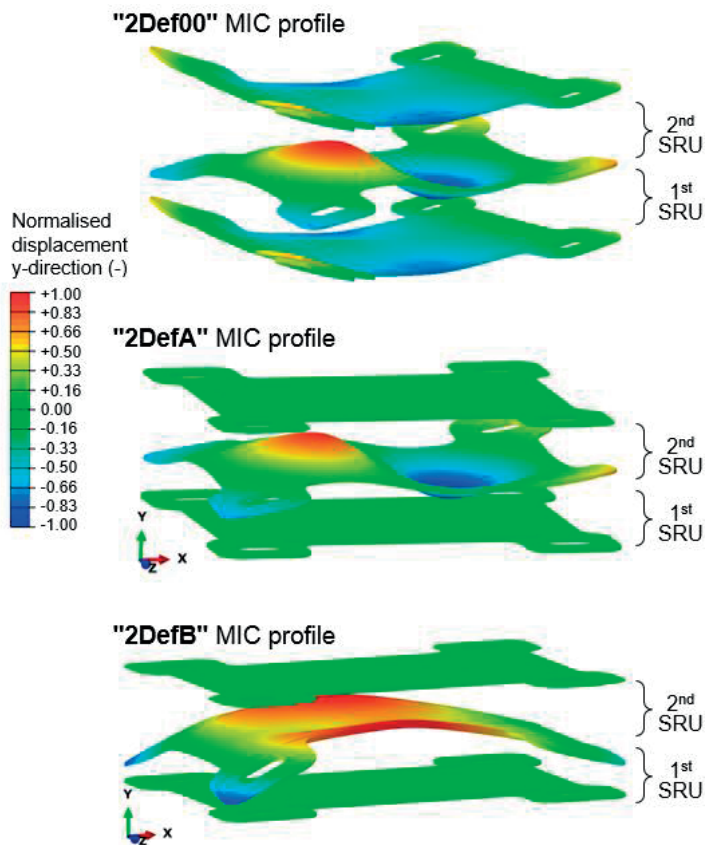 "2Def00" MIC profile
2nd
SRU
1st
SRU
Normalised
displacement
y-direction (-)
+1.00
+0.83
+0.66
+0.50
+0.33
+0.16
0.00
-0.16
-0.33
-0.50
-0.66
-0.83
-1.00
"2DefA" MIC profile
2nd
SRU
1st
SRU
Y
X
Z
"2DefB" MIC profile
2nd
SRU
1st
SRU
Y
X
Z